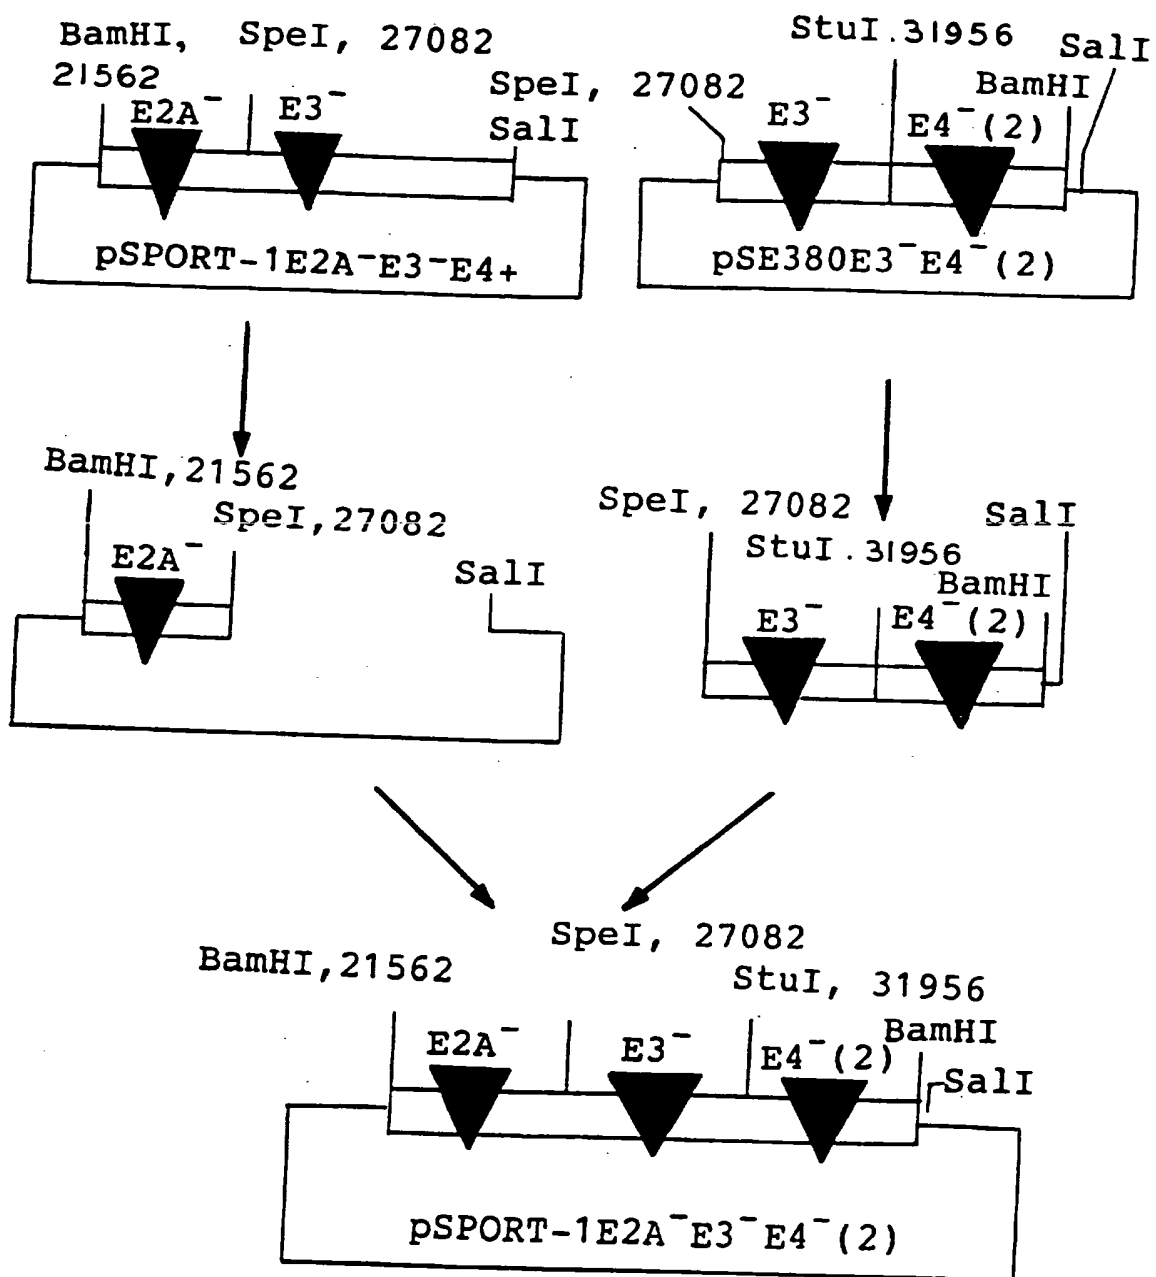 BamHI, SpeI, 27082
21562
E2A⁻ E3⁻
SpeI, 27082
SalI
pSPORT-1E2A⁻E3⁻E4+
StuI.31956 SalI
BamHI
E3⁻ E4⁻(2)
pSE380E3⁻E4⁻(2)
BamHI,21562
SpeI,27082
E2A⁻
SalI
SpeI, 27082 SalI
StuI.31956
BamHI
E3⁻ E4⁻(2)
SpeI, 27082
BamHI,21562 StuI, 31956
BamHI
E2A⁻ E3⁻ E4⁻(2)
SalI
pSPORT-1E2A⁻E3⁻E4⁻(2)